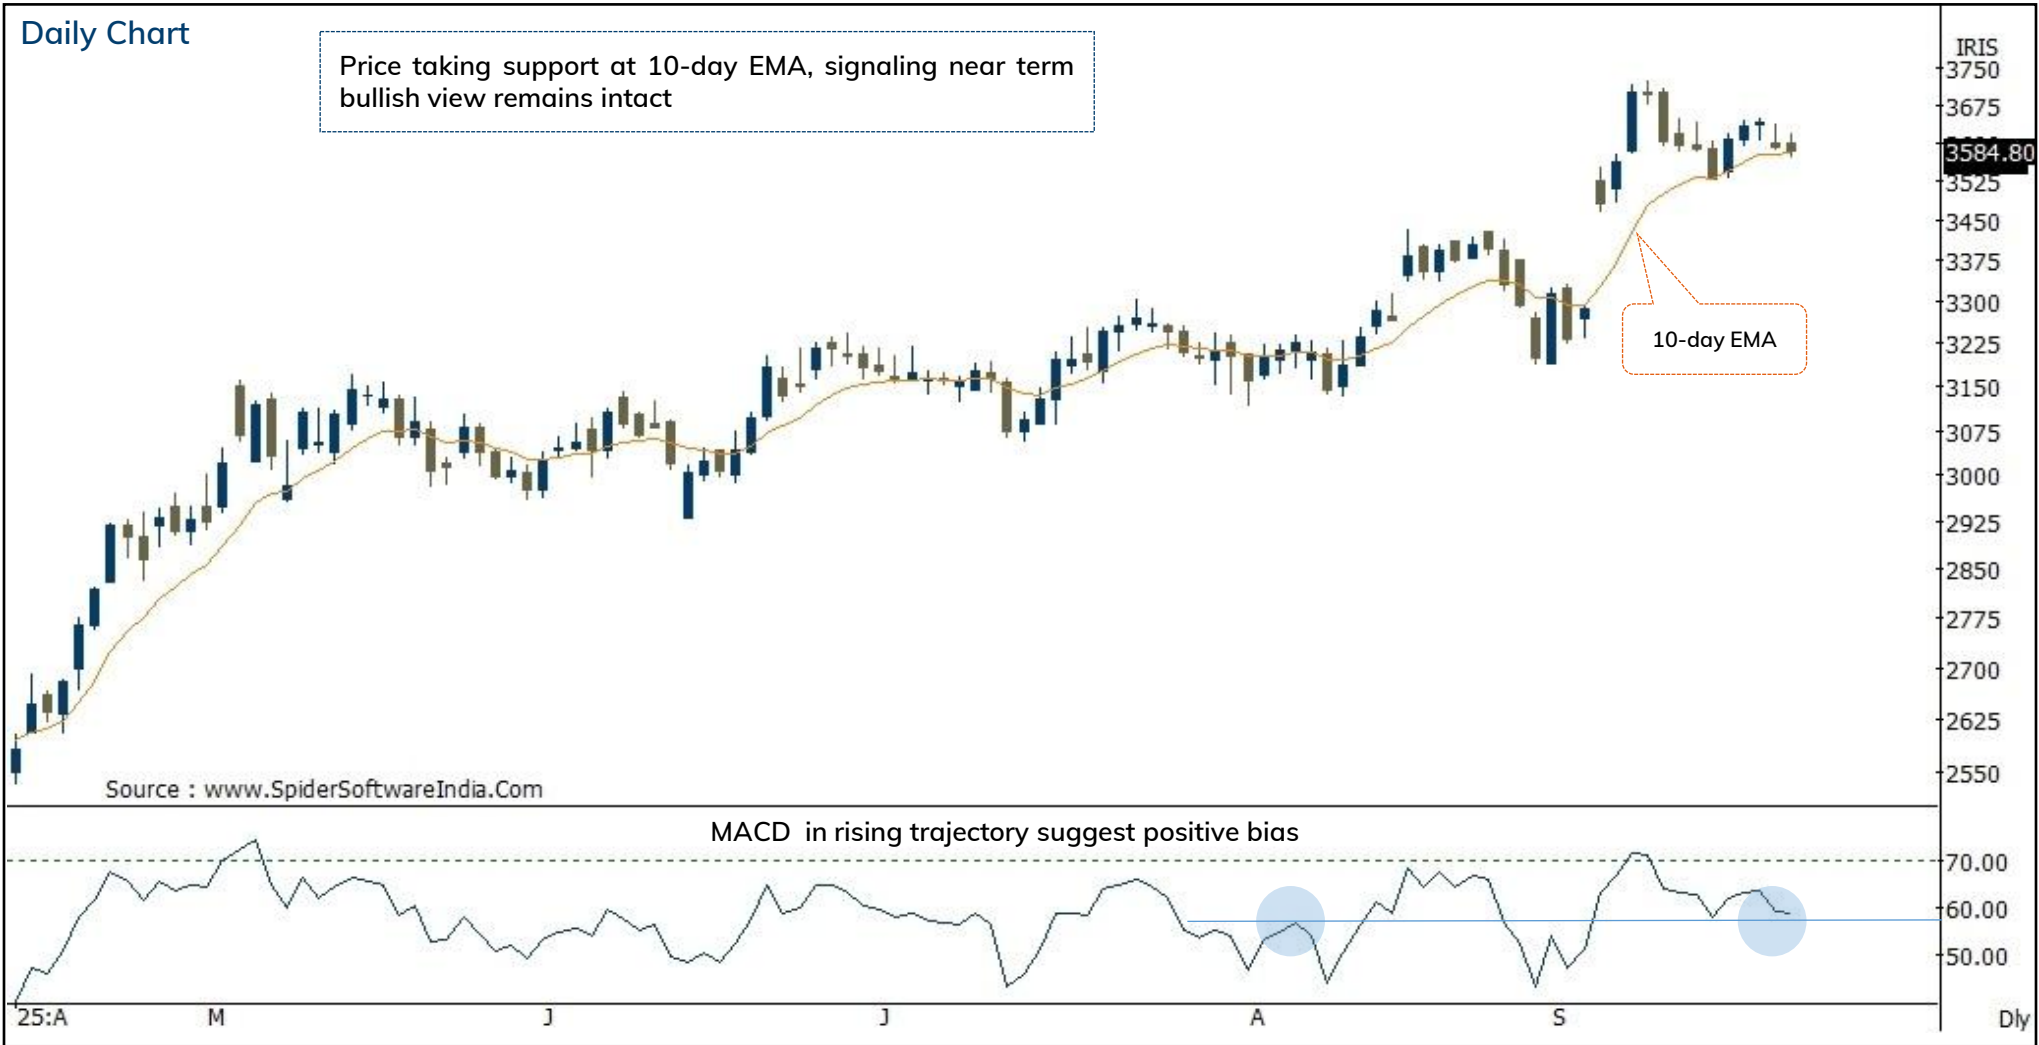 Daily Chart
Price taking support at 10-day EMA, signaling near term
bullish view remains intact
IRIS
3750
3675
3584.80
3525
3450
3375
3300
3225
3150
3075
3000
2925
2850
2775
2700
2625
2550
10-day EMA
Source : www.SpiderSoftwareIndia.Com
MACD in rising trajectory suggest positive bias
70.00
60.00
50.00
25:A M J J A S Dly